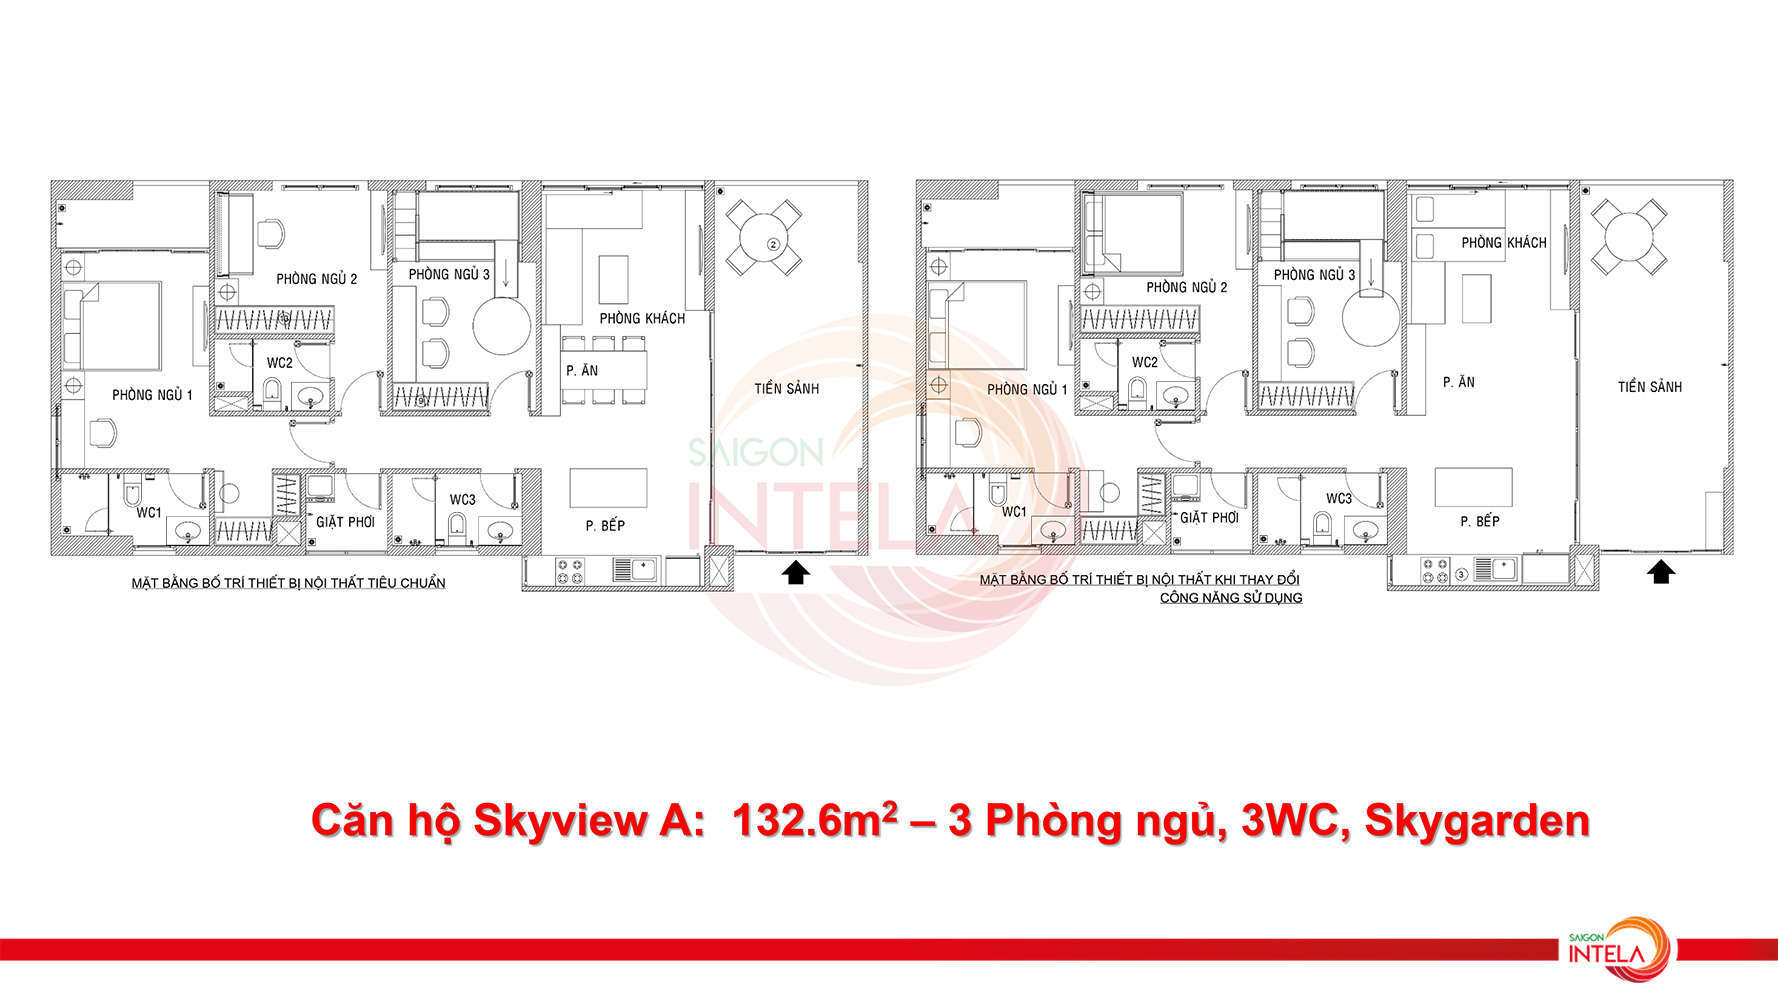 PHÒNG NGỦ 2
PHÒNG NGỦ 3
PHÒNG KHÁCH
2
13
WC2
P. ĂN
TIỀN SẢNH
PHÒNG NGỦ 1
9
WC1
GIẶT PHƠI
WC3
P. BẾP
MẶT BẰNG BỐ TRÍ THIẾT BỊ NỘI THẤT TIÊU CHUẨN
PHÒNG KHÁCH
PHÒNG NGỦ 3
PHÒNG NGỦ 2
WC2
P. ĂN
TIỀN SẢNH
PHÒNG NGỦ 1
WC1
GIẶT PHƠI
WC3
P. BẾP
3
MẶT BẰNG BỐ TRÍ THIẾT BỊ NỘI THẤT KHI THAY ĐỔI
CÔNG NĂNG SỬ DỤNG
SAIGON
INTELA
Căn hộ Skyview A: 132.6m² – 3 Phòng ngủ, 3WC, Skygarden
SAIGON
INTELA